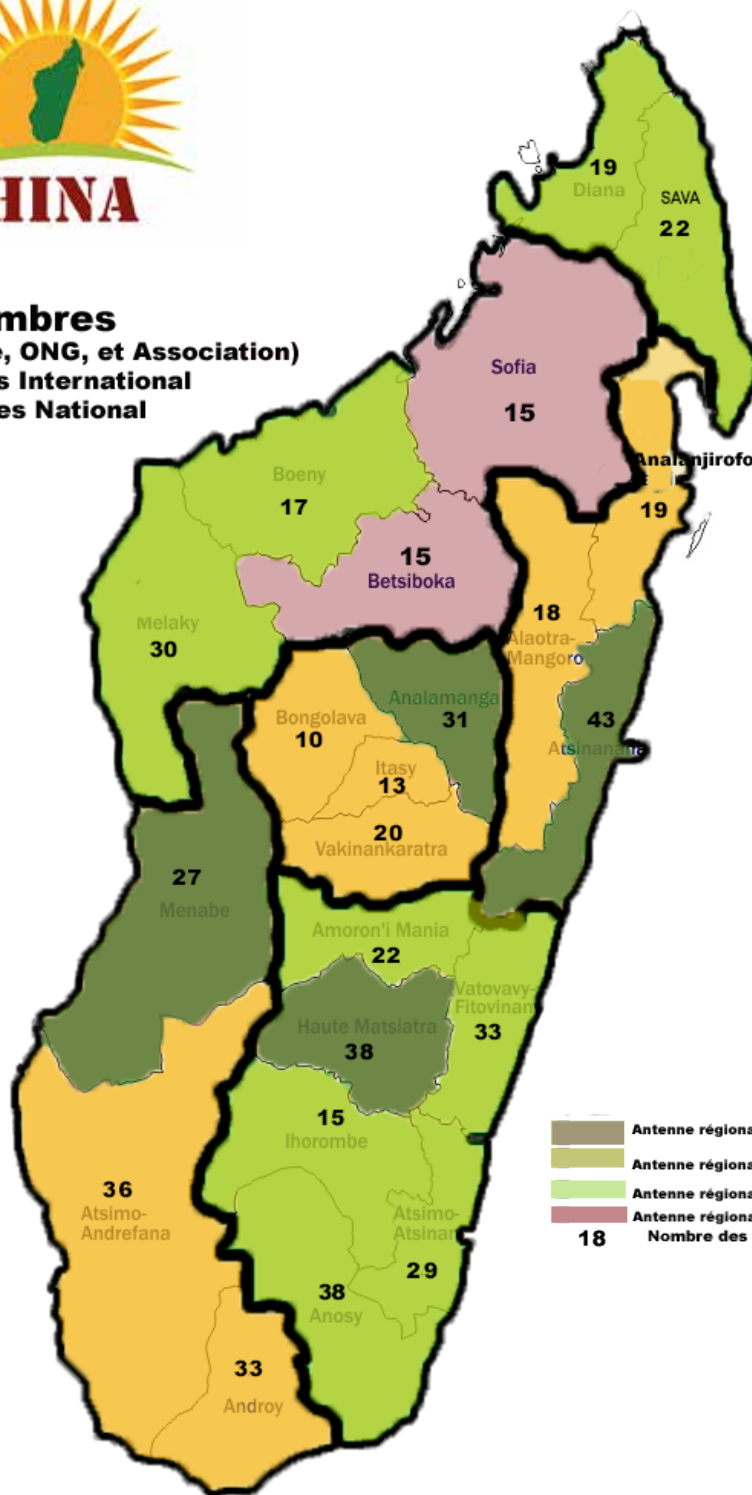 HINA
mbres
e, ONG, et Association)
s International
es National
19
Diana
SAVA
22
Sofia
15
Analanjirofo
19
Boeny
17
15
Betsiboka
Melaky
30
18
Alaotra-
Mangoro
43
Atsinanana
Analamanga
31
Bongolava
10
Itasy
13
20
Vakinankaratra
27
Menabe
Amoron'i Mania
22
Vatovavy-
Fitovinan
33
Haute Matsiatra
38
15
Ihorombe
36
Atsimo-
Andrefana
Atsimo-
Atsinan
29
38
Anosy
33
Androy
Antenne régiona
Antenne régiona
Antenne régiona
Antenne régiona
18 Nombre des